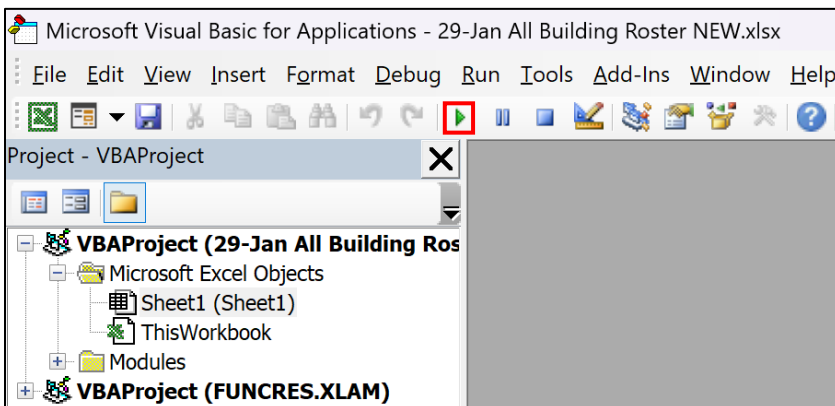 Microsoft Visual Basic for Applications - 29-Jan All Building Roster NEW.xlsx
File Edit View Insert Format Debug Run Tools Add-Ins Window Help
Project - VBAProject
VBAProject (29-Jan All Building Ros
Microsoft Excel Objects
Sheet1 (Sheet1)
ThisWorkbook
Modules
VBAProject (FUNCRES.XLAM)